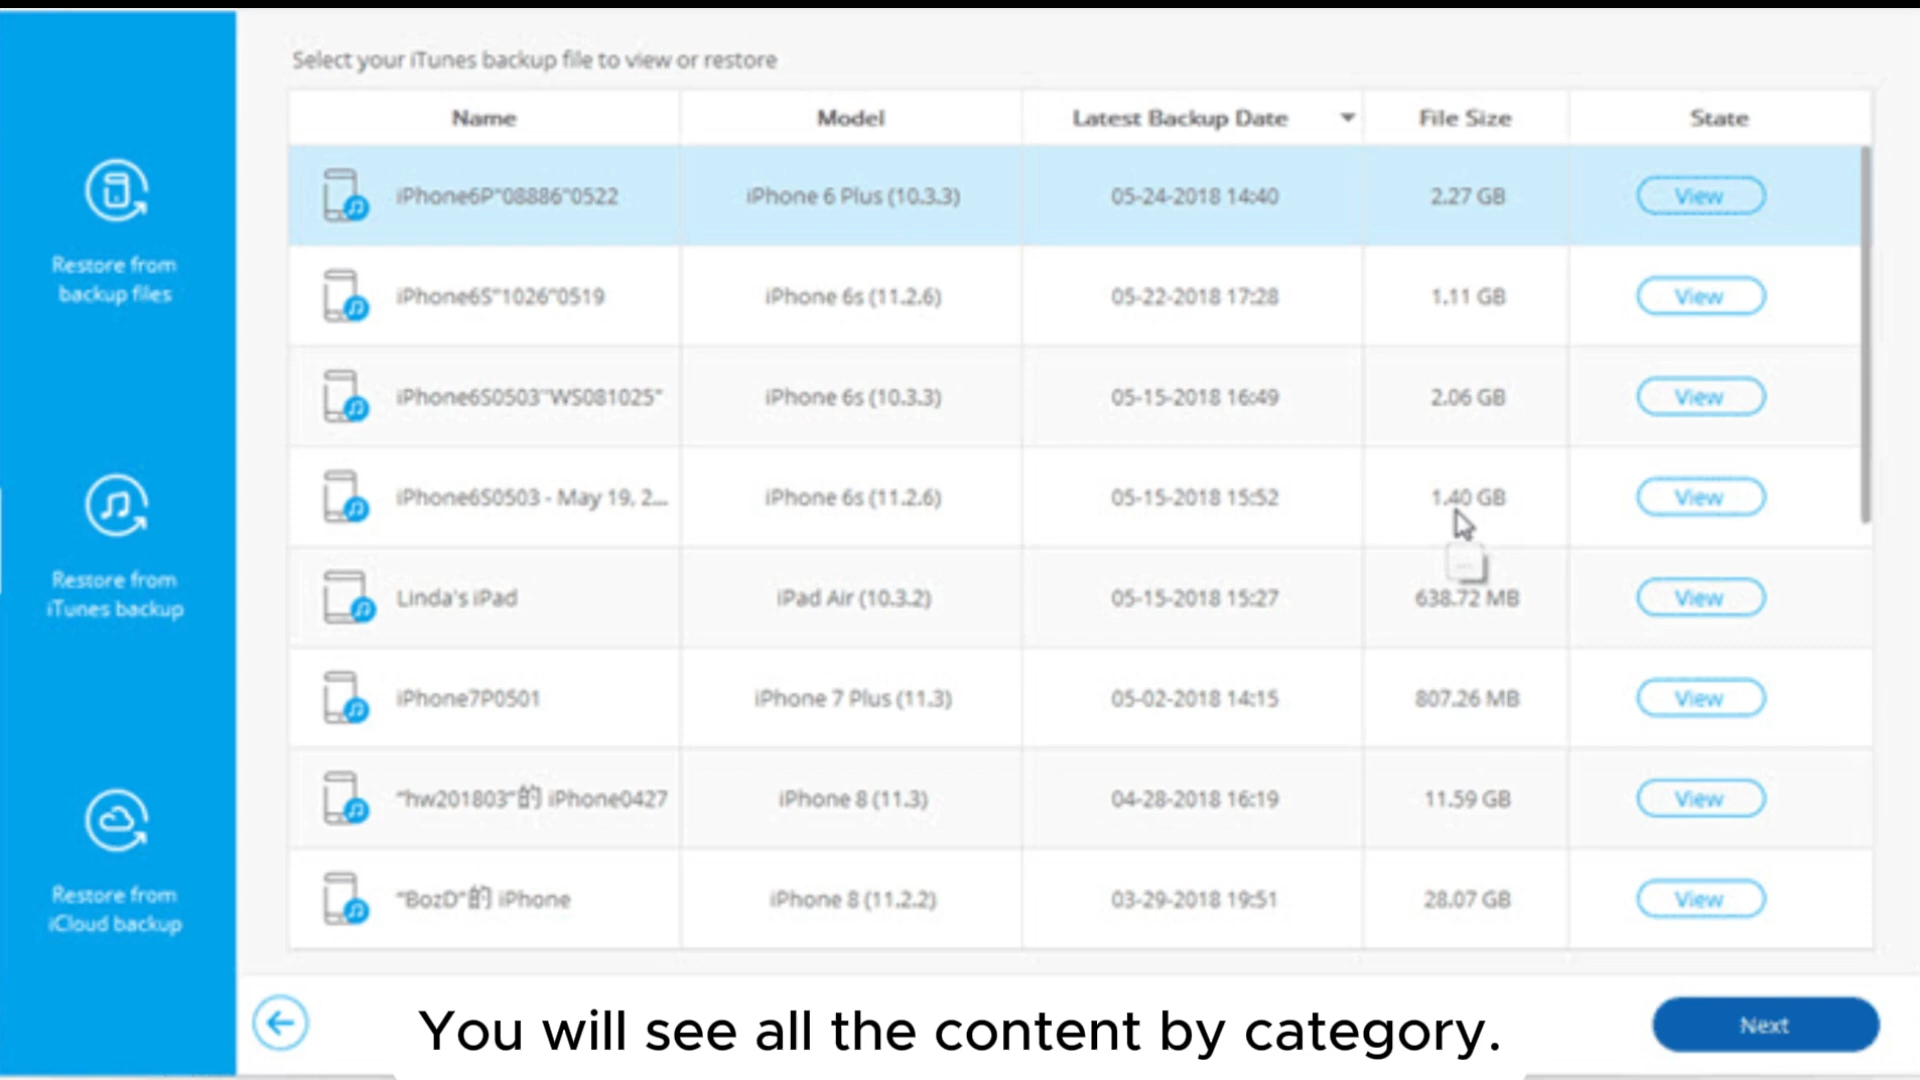 Select your iTunes backup file to view or restore
Name Model Latest Backup Date File Size State
iPhone6P"08886"0522 iPhone 6 Plus (10.3.3) 05-24-2018 14:40 2.27 GB View
iPhone6S"1026"0519 iPhone 6s (11.2.6) 05-22-2018 17:28 1.11 GB View
iPhone6S0503"WS081025" iPhone 6s (10.3.3) 05-15-2018 16:49 2.06 GB View
iPhone6S0503 - May 19, 2... iPhone 6s (11.2.6) 05-15-2018 15:52 1.40 GB View
Linda's iPad iPad Air (10.3.2) 05-15-2018 15:27 638.72 MB View
iPhone7P0501 iPhone 7 Plus (11.3) 05-02-2018 14:15 807.26 MB View
"hw201803"的 iPhone0427 iPhone 8 (11.3) 04-28-2018 16:19 11.59 GB View
"BozD"的 iPhone iPhone 8 (11.2.2) 03-29-2018 19:51 28.07 GB View
Restore from
backup files
Restore from
iTunes backup
Restore from
iCloud backup
You will see all the content by category.
Next